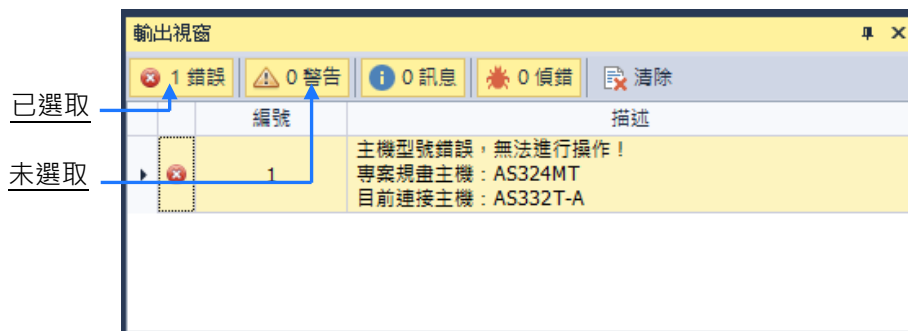 輸出視窗
1 錯誤 0 警告 0 訊息 0 偵錯 清除
已選取
編號 描述
未選取
1
主機型號錯誤，無法進行操作！
專案規畫主機：AS324MT
目前連接主機：AS332T-A